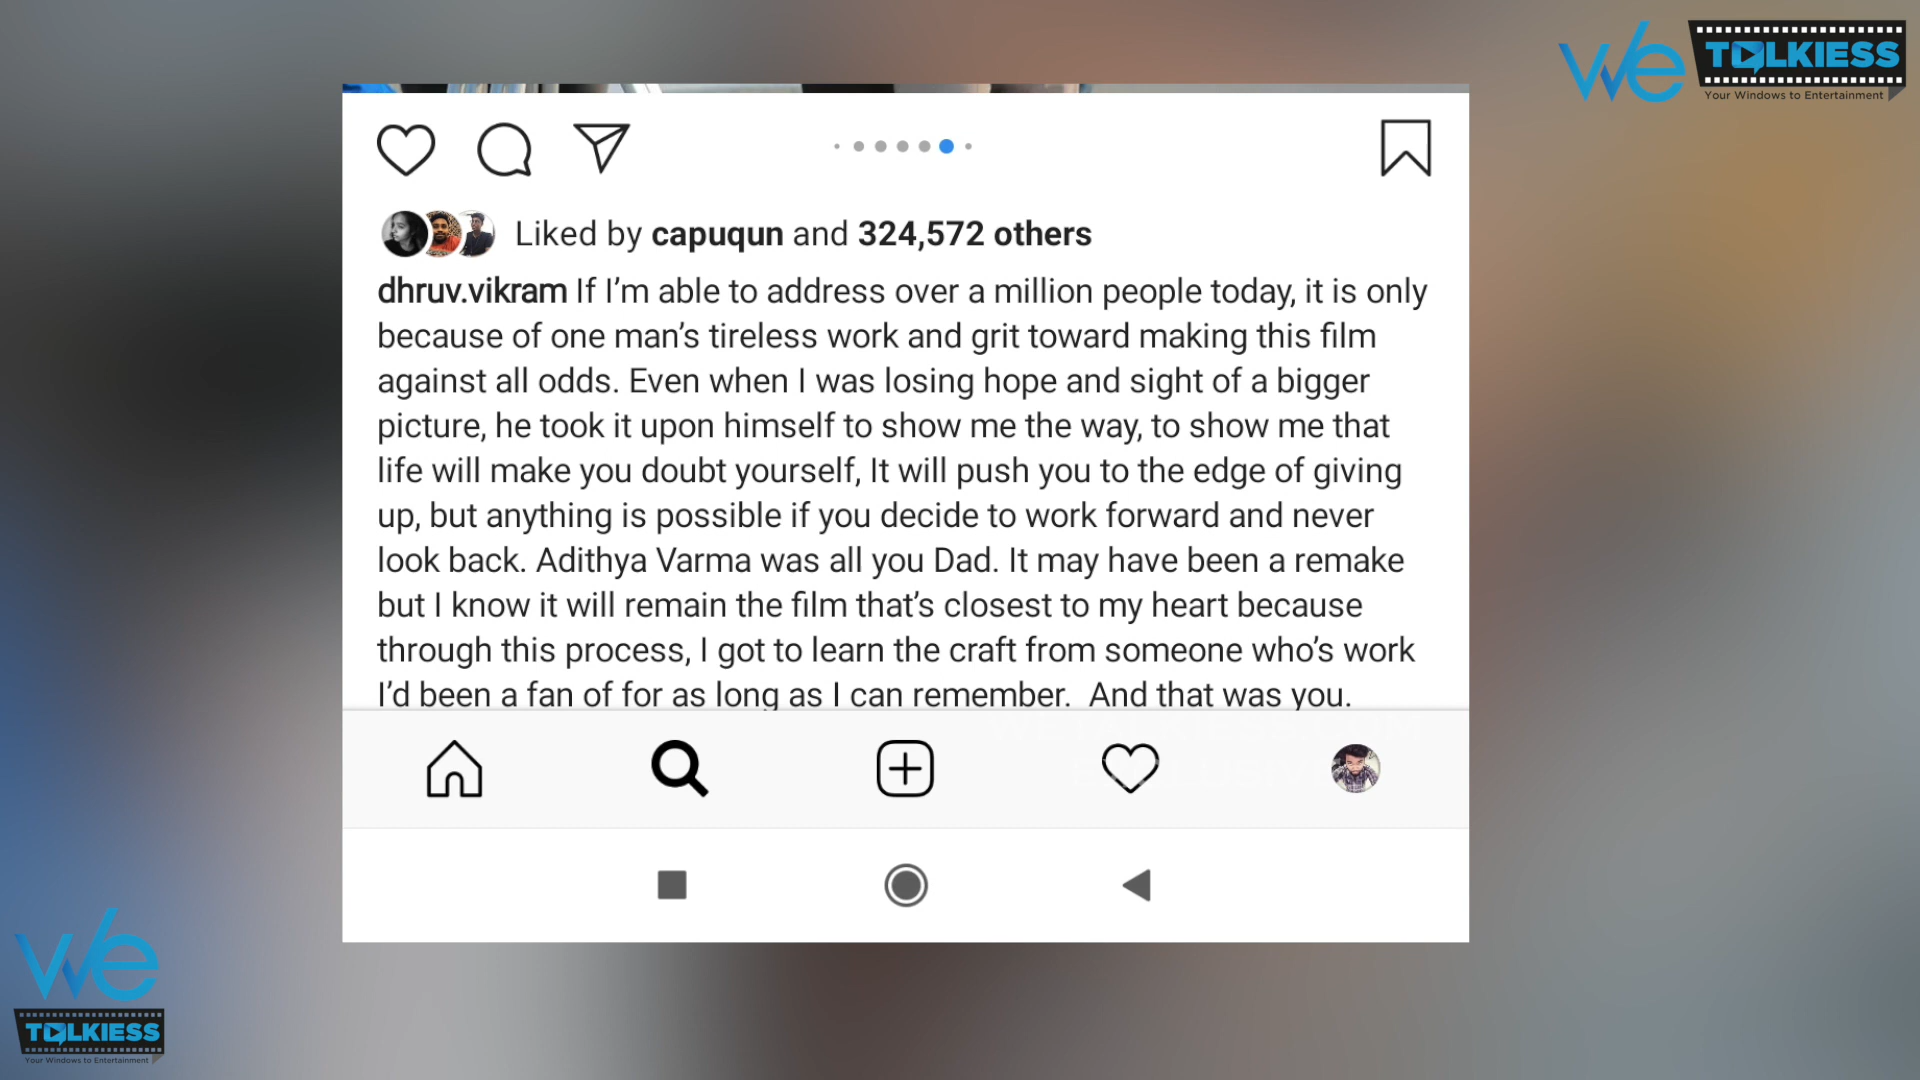 We
TALKIESS
Your Windows to Entertainment
Liked by capuqun and 324,572 others
dhruv.vikram If I’m able to address over a million people today, it is only
because of one man’s tireless work and grit toward making this film
against all odds. Even when I was losing hope and sight of a bigger
picture, he took it upon himself to show me the way, to show me that
life will make you doubt yourself, It will push you to the edge of giving
up, but anything is possible if you decide to work forward and never
look back. Adithya Varma was all you Dad. It may have been a remake
but I know it will remain the film that’s closest to my heart because
through this process, I got to learn the craft from someone who’s work
I’d been a fan of for as long as I can remember.  And that was you.
We
TALKIESS
Your Windows to Entertainment